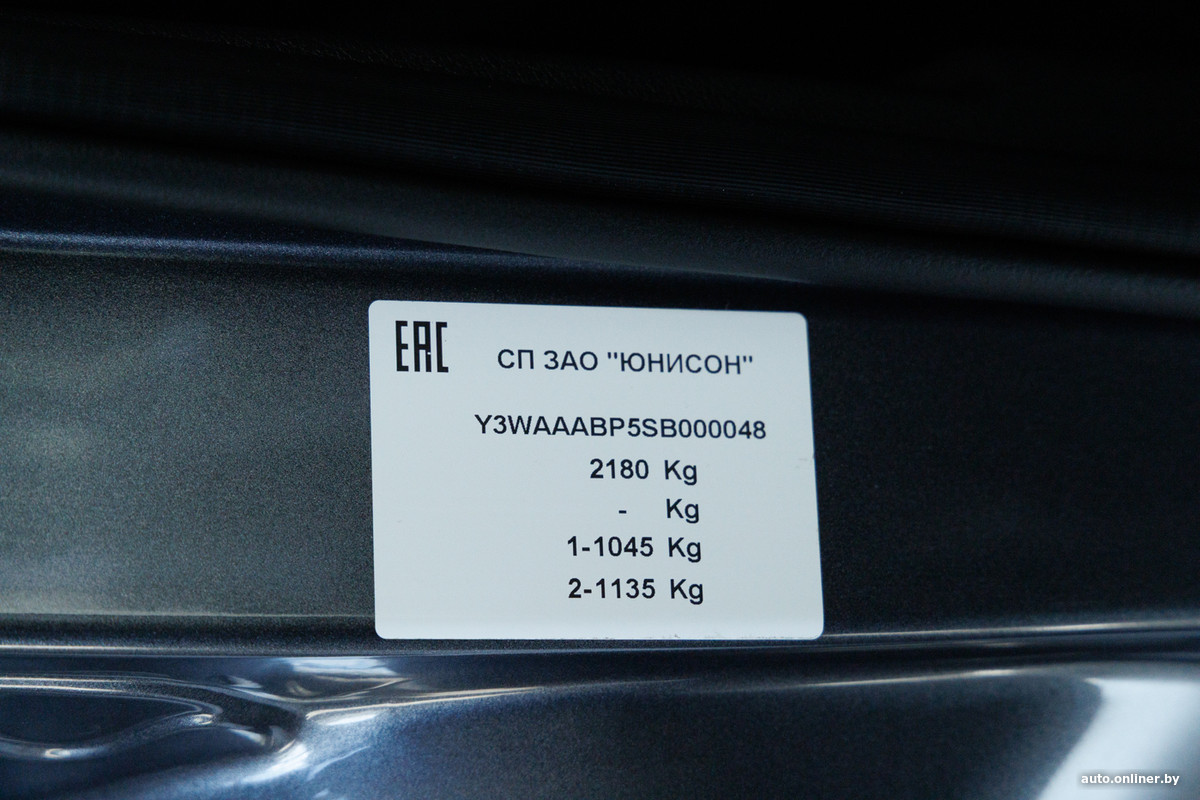 EAC
СП ЗАО "ЮНИСОН"
Y3WAAABP5SB000048
2180 Kg
- Kg
1-1045 Kg
2-1135 Kg
auto.onliner.by